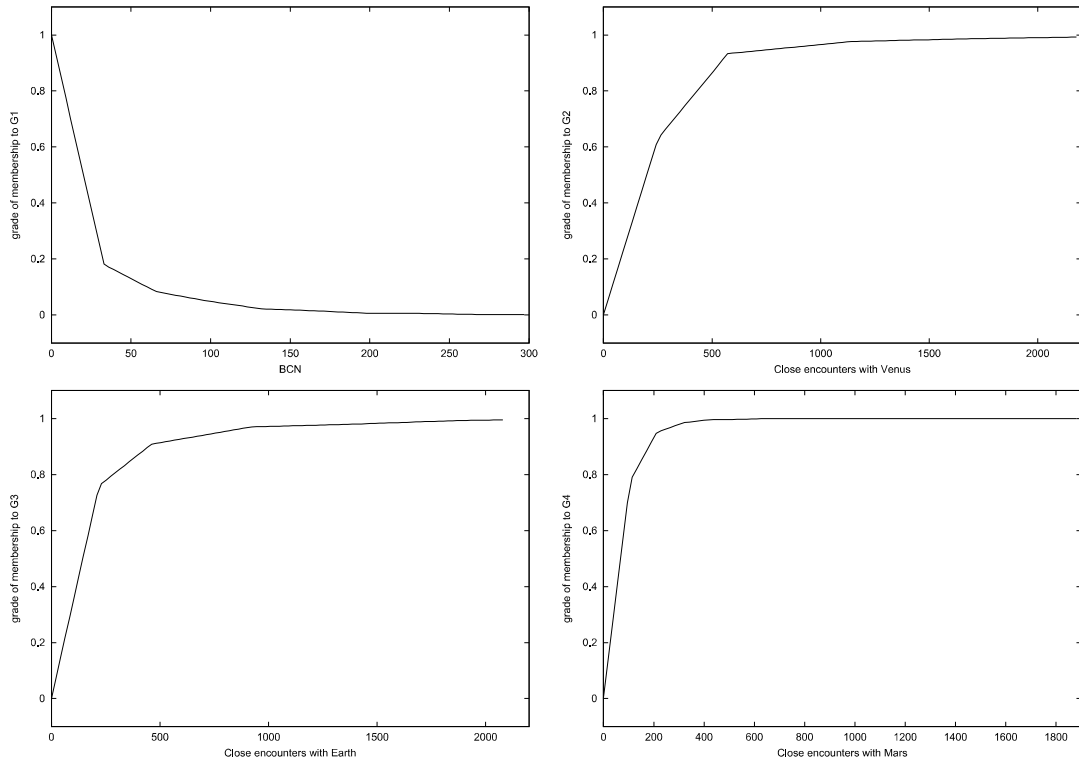 grade of membership to G1
1
0.8
0.6
0.4
0.2
0
0 50 100 150 200 250 300
BCN
grade of membership to G2
1
0.8
0.6
0.4
0.2
0
0 500 1000 1500 2000
Close encounters with Venus
grade of membership to G3
1
0.8
0.6
0.4
0.2
0
0 500 1000 1500 2000
Close encounters with Earth
grade of membership to G4
1
0.8
0.6
0.4
0.2
0
0 200 400 600 800 1000 1200 1400 1600 1800
Close encounters with Mars